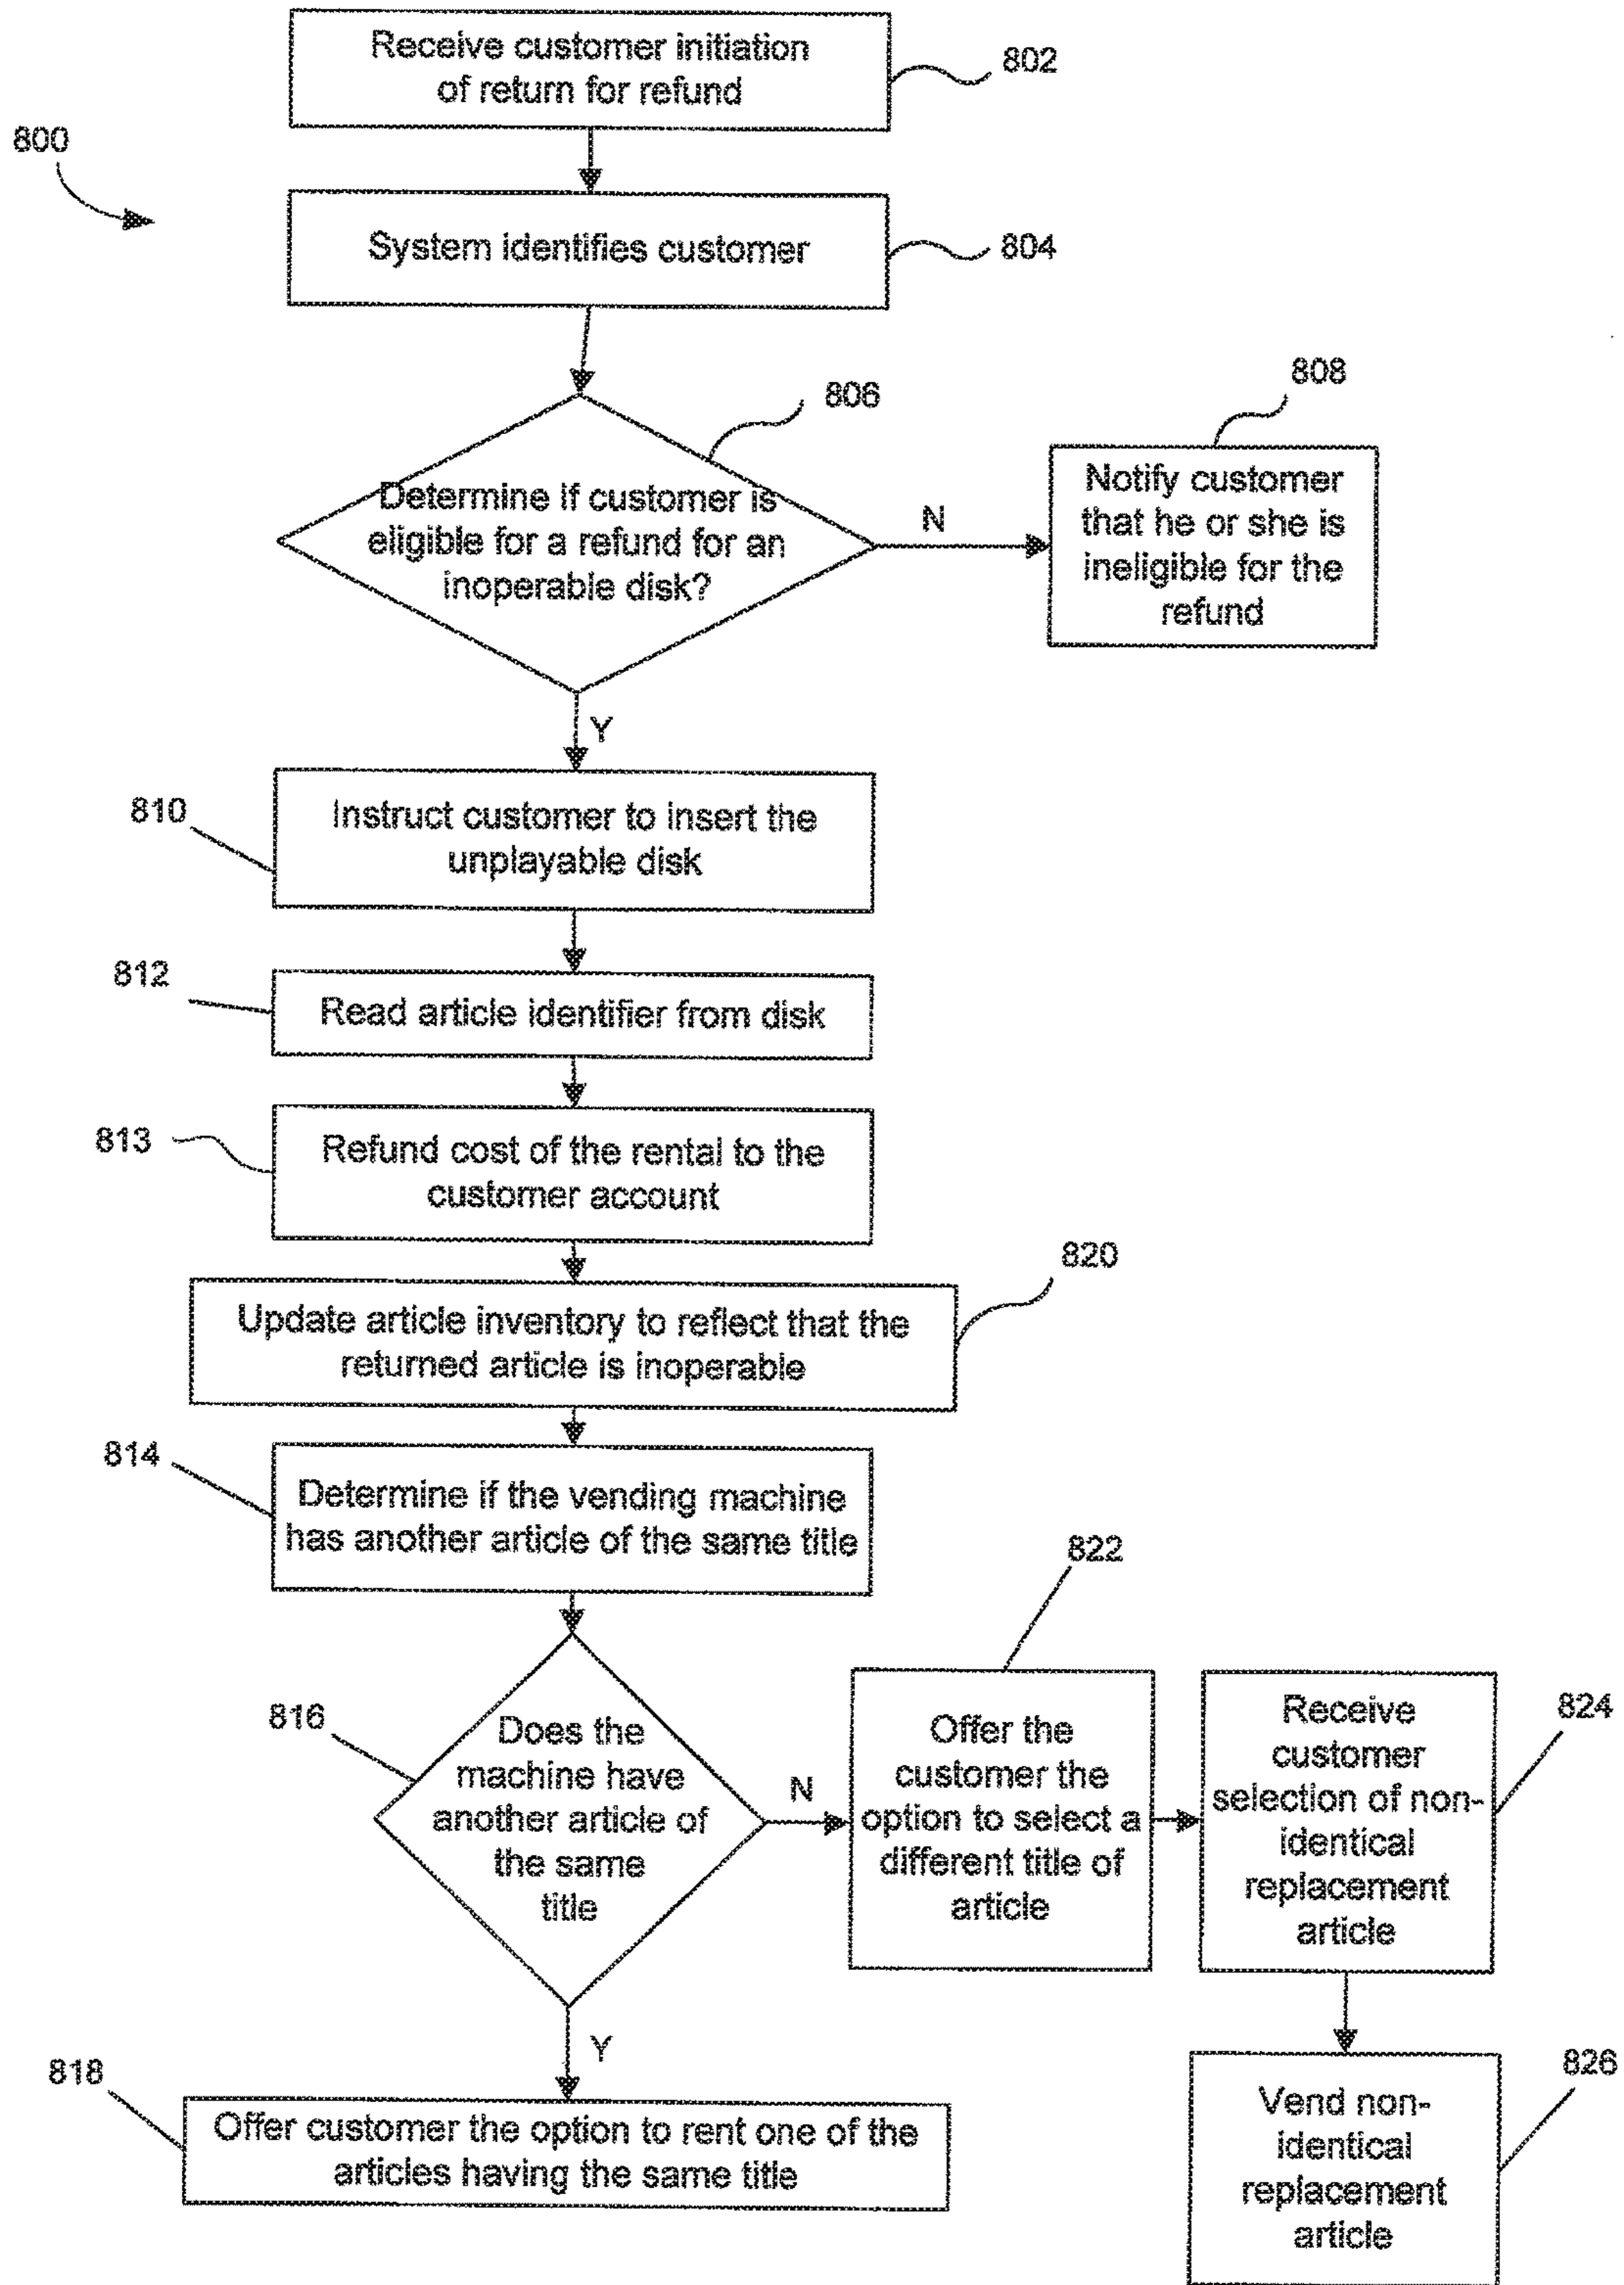 Receive customer initiation
of return for refund
802
800
System identifies customer
804
806
Determine if customer is
eligible for a refund for an
inoperable disk?
N
808
Notify customer
that he or she is
ineligible for the
refund
Y
810
Instruct customer to insert the
unplayable disk
812
Read article identifier from disk
813
Refund cost of the rental to the
customer account
820
Update article inventory to reflect that the
returned article is inoperable
814
Determine if the vending machine
has another article of the same title
816
Does the
machine have
another article of
the same
title
N
822
Offer the
customer the
option to select a
different title of
article
824
Receive
customer
selection of non-
identical
replacement
article
Y
818
Offer customer the option to rent one of the
articles having the same title
826
Vend non-
identical
replacement
article